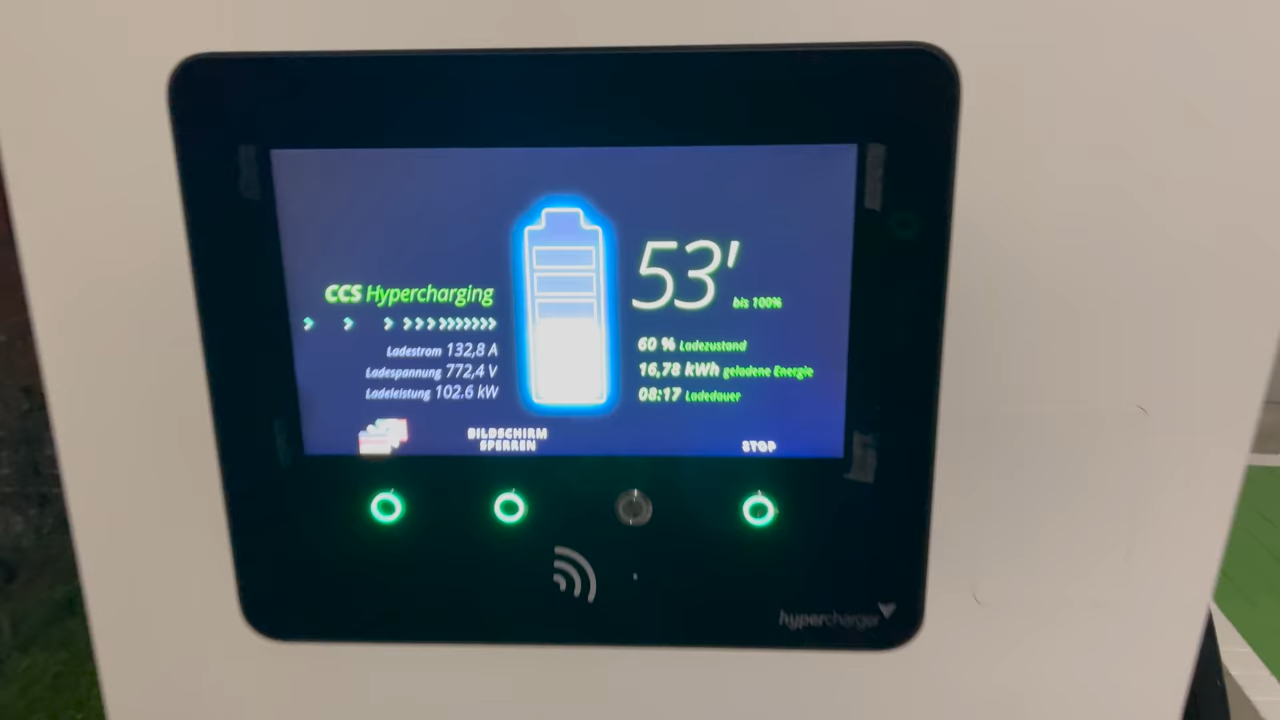 CCS Hypercharging
Ladestrom 132,8 A
Ladespannung 772,4 V
Ladeleistung 102.6 kW
53'
bis 100%
60 % Ladezustand
16,78 kWh geladene Energie
08:17 Ladedauer
BILDSCHIRM
SPERREN
STOP
hypercharger